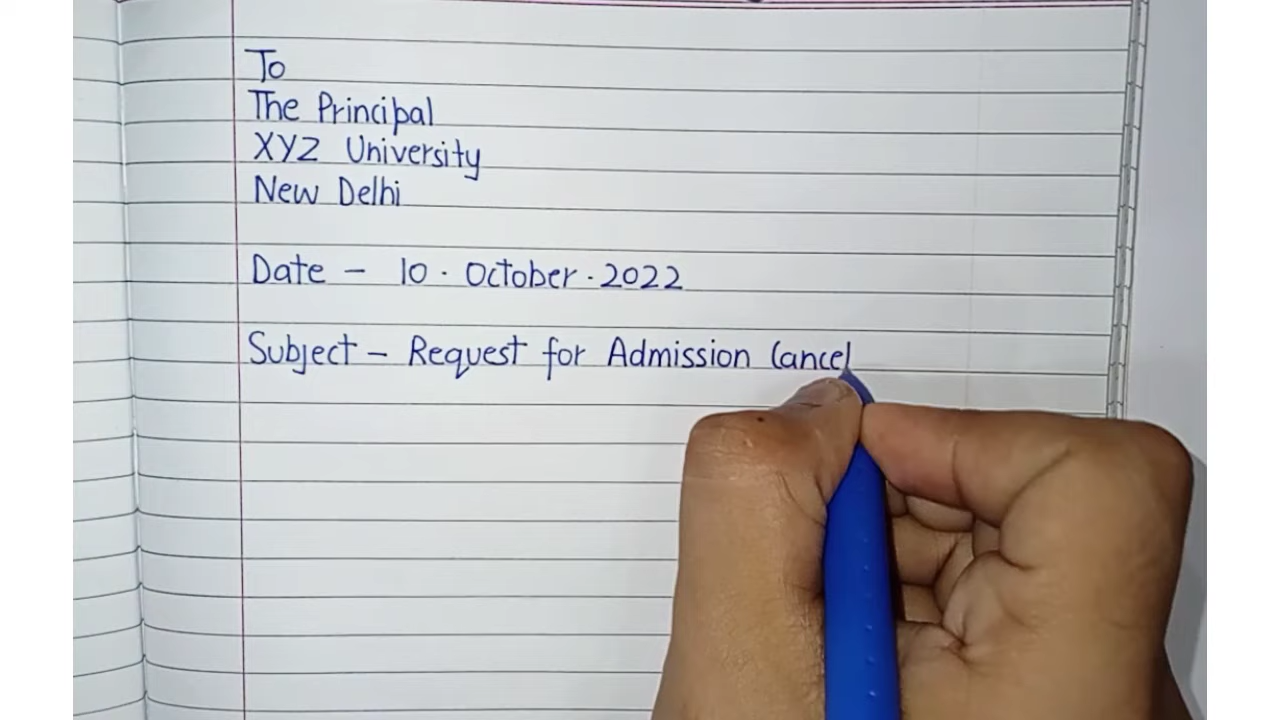 To
The Principal
XYZ University
New Delhi
Date - 10 . October . 2022
Subject - Request for Admission Cancel